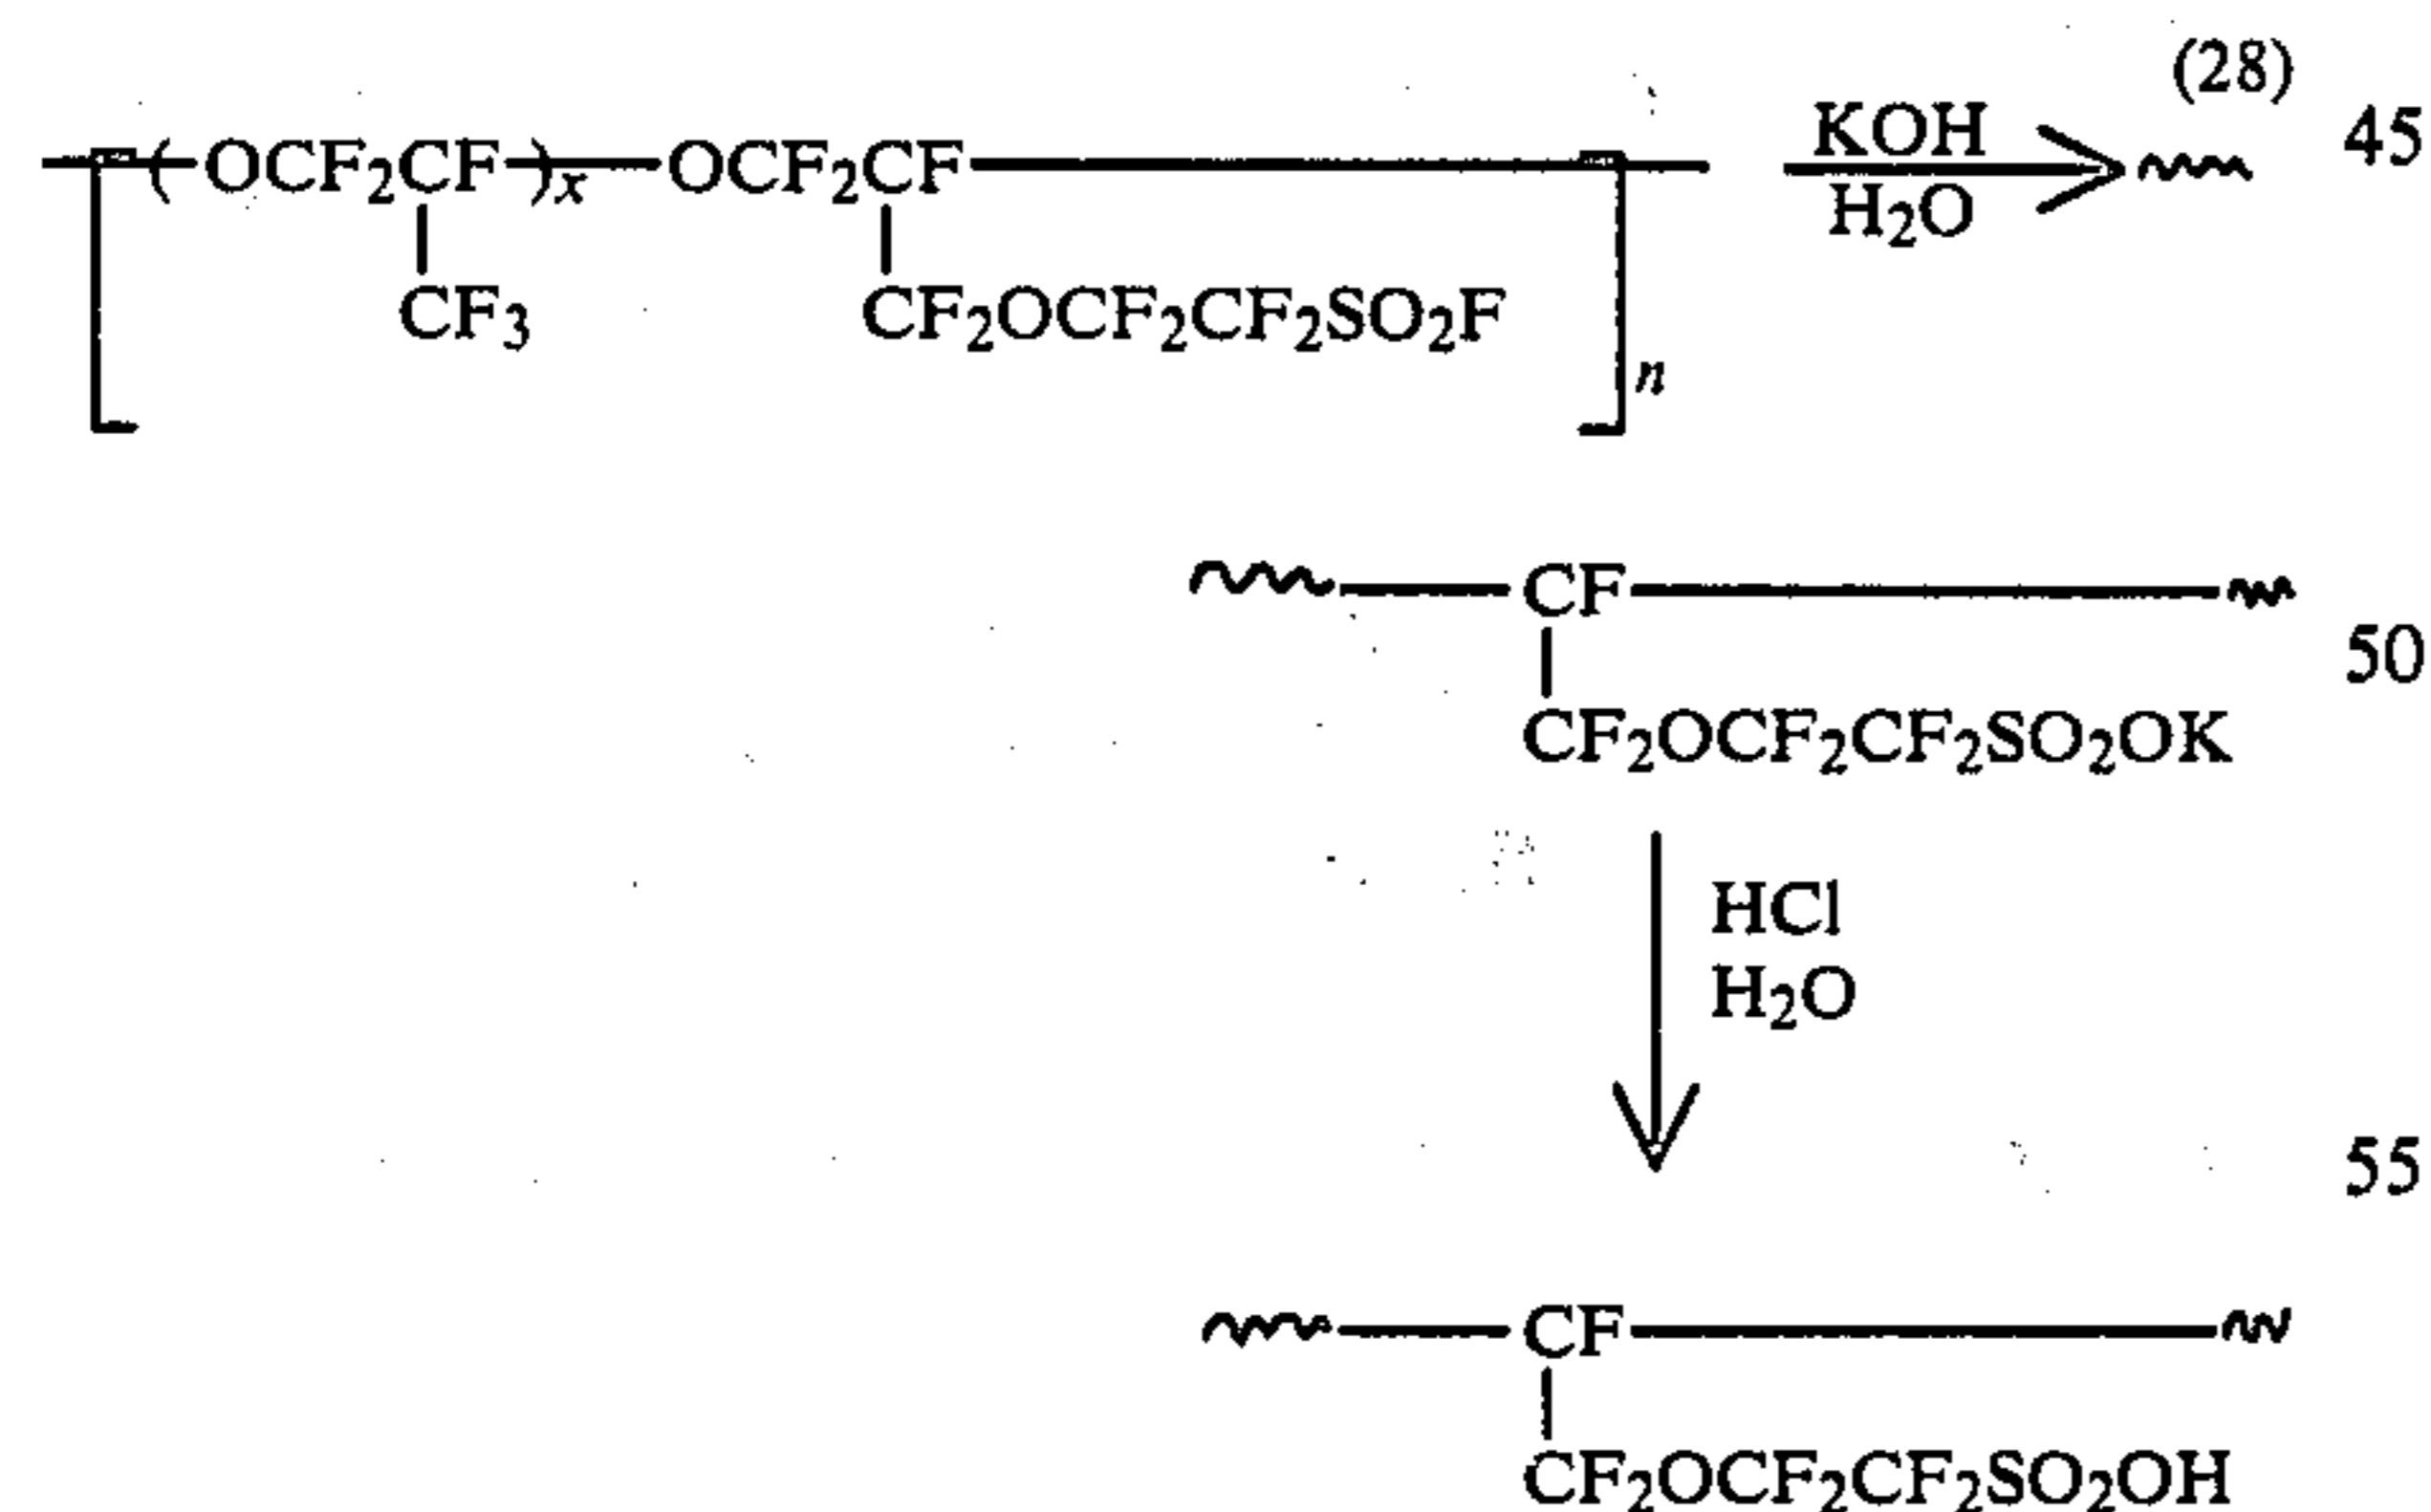 (28)
KOH
45
( OCF2CF )x OCF2CF
H2O
CF3 CF2OCF2CF2SO2F
n
CF
50
CF2OCF2CF2SO2OK
HCl
H2O
55
CF
CF2OCF2CF2SO2OH